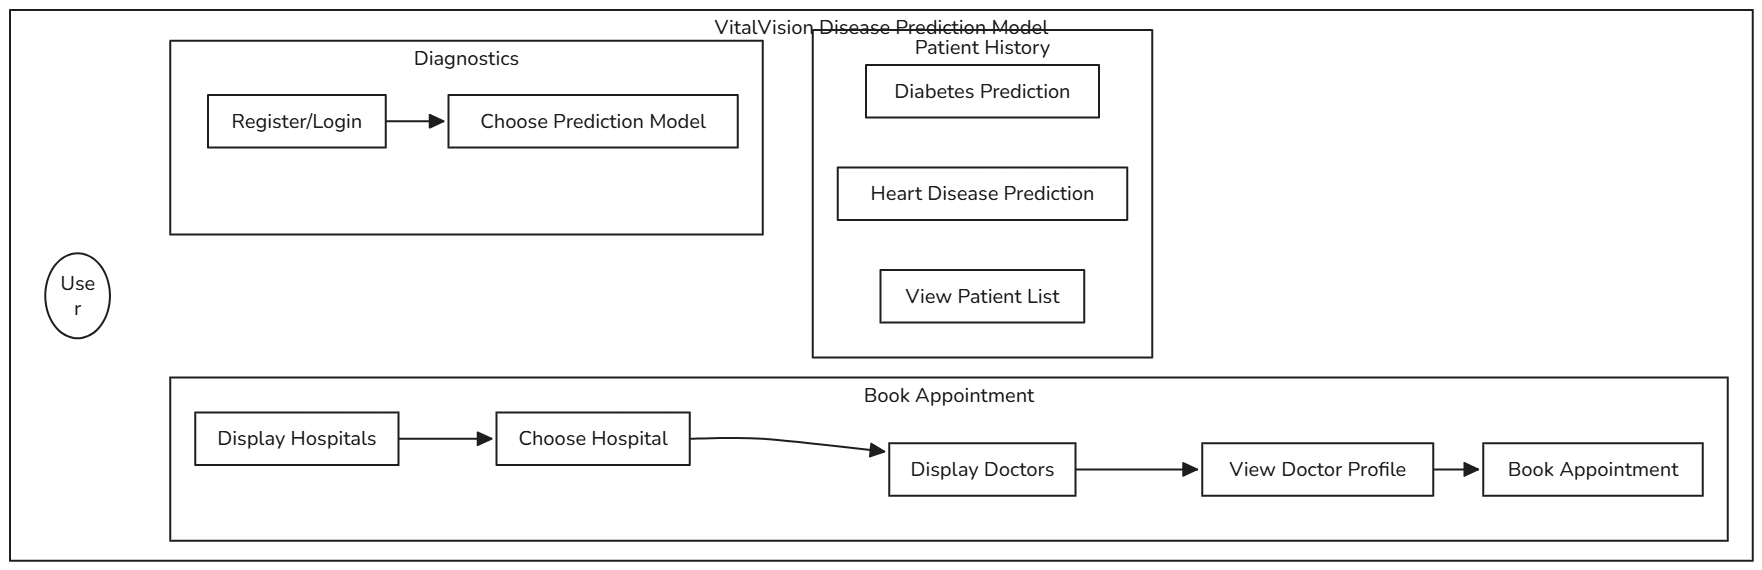 VitalVision Disease Prediction Model
Diagnostics
Register/Login
Choose Prediction Model
Patient History
Diabetes Prediction
Heart Disease Prediction
View Patient List
Use
r
Book Appointment
Display Hospitals
Choose Hospital
Display Doctors
View Doctor Profile
Book Appointment